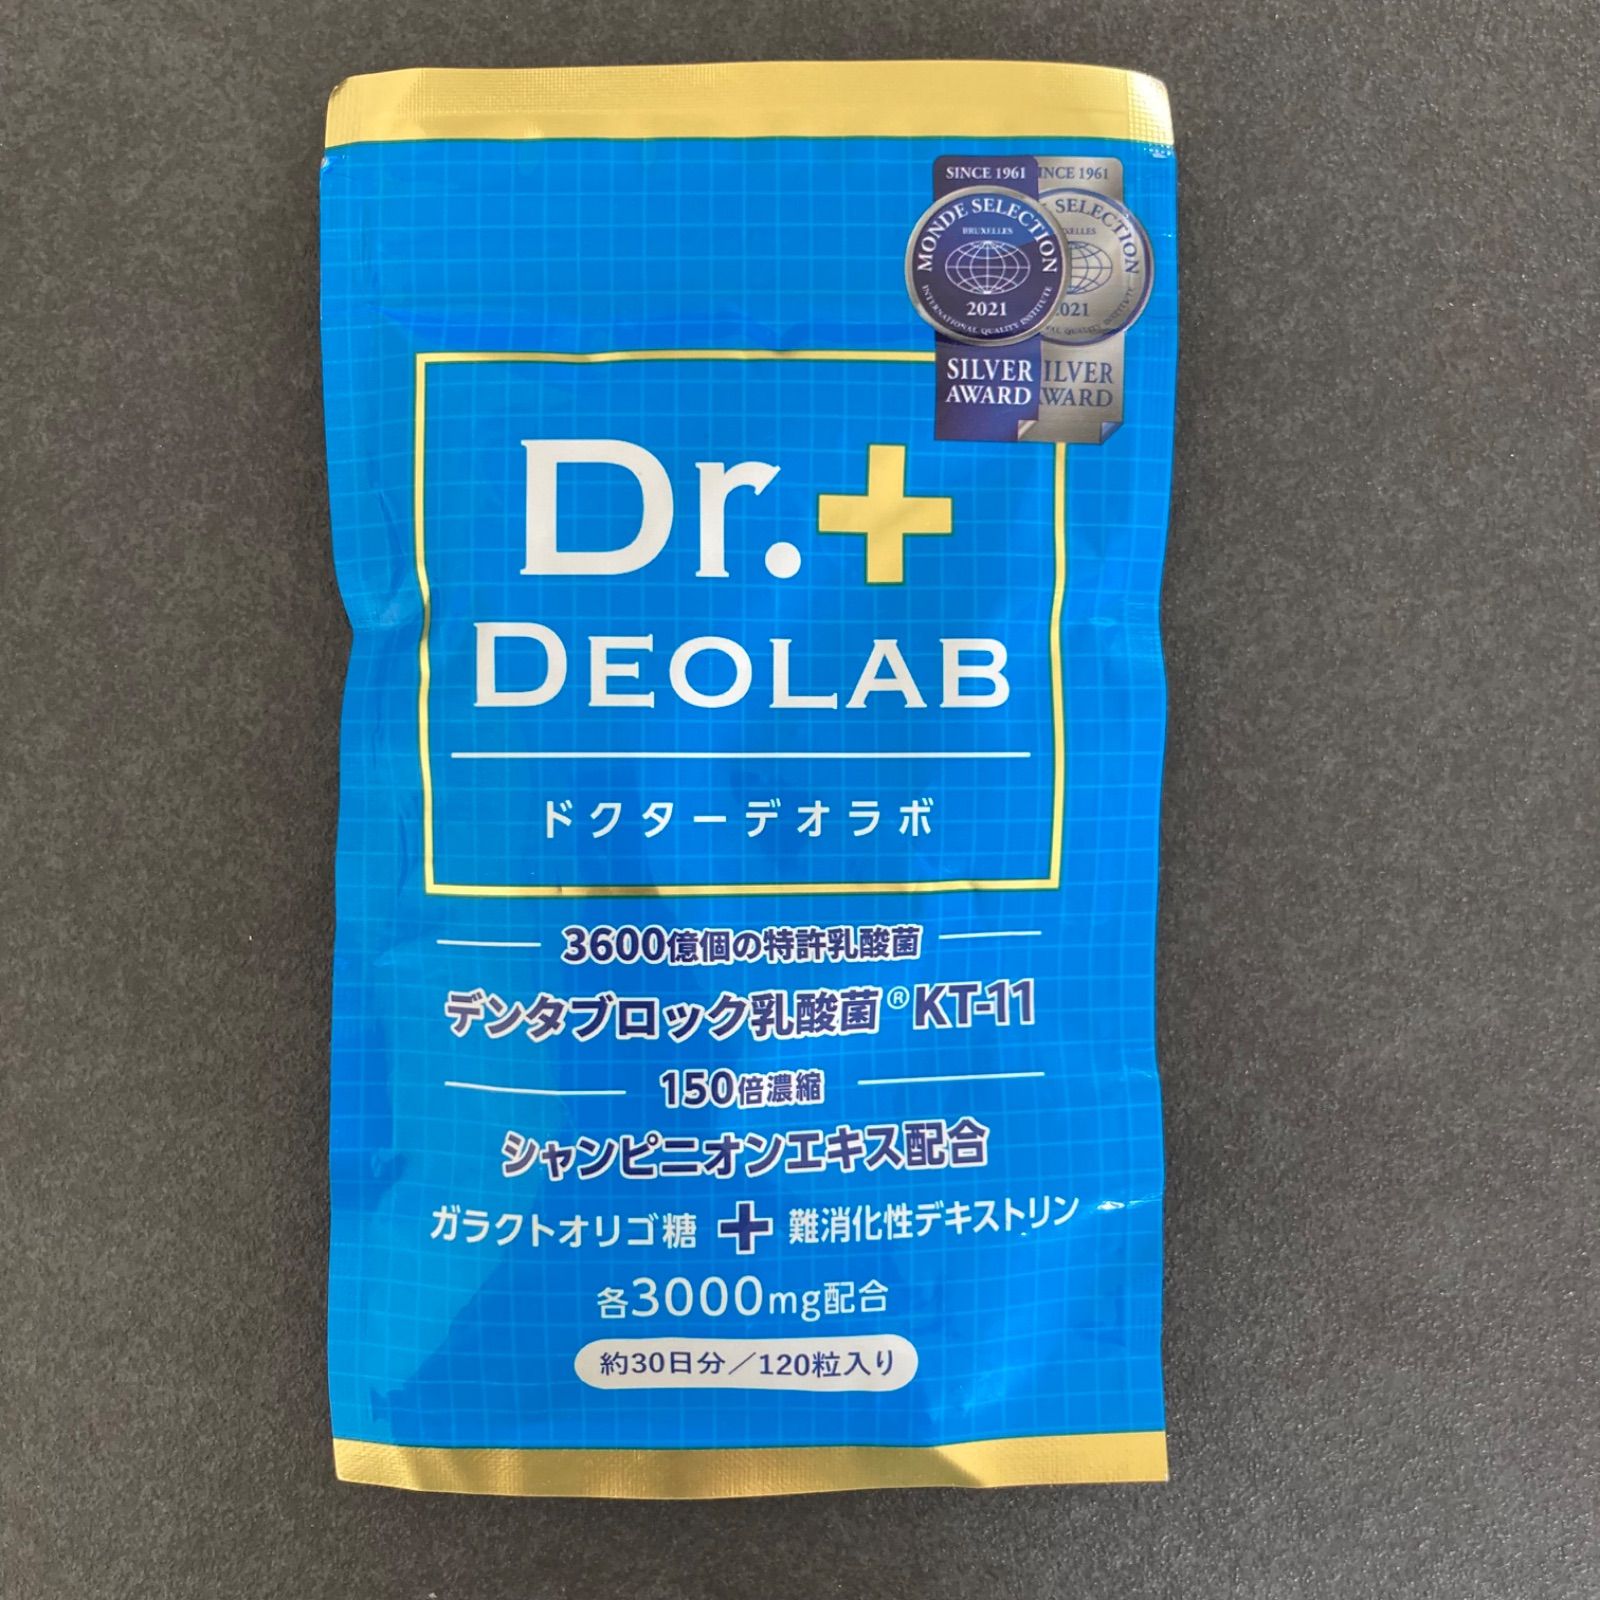 SINCE 1961
MONDE SELECTION
BRUXELLES
2021
INTERNATIONAL QUALITY INSTITUTE
SILVER
AWARD
INCE 1961
SELECTION
021
ILVER
WARD
Dr.+
DEOLAB
ドクターデオラボ
3600億個の特許乳酸菌
デンタブロック乳酸菌®KT-11
150倍濃縮
シャンピニオンエキス配合
ガラクトオリゴ糖 + 難消化性デキストリン
各3000mg配合
約30日分/120粒入り